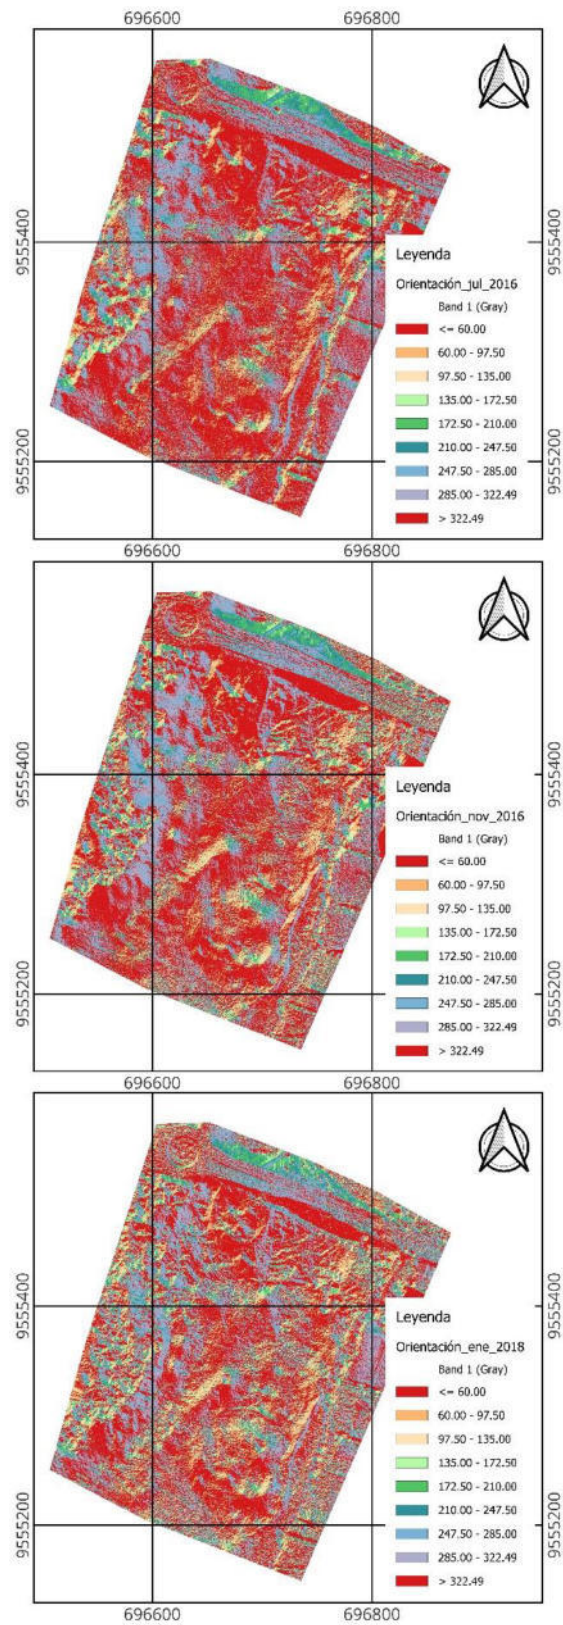 696600 696800
9555400 9555400
Leyenda
Orientación_jul_2016
Band 1 (Gray)
<= 60.00
60.00 - 97.50
97.50 - 135.00
135.00 - 172.50
172.50 - 210.00
210.00 - 247.50
247.50 - 285.00
285.00 - 322.49
> 322.49
9555200 9555200
696600 696800
9555400 9555400
Leyenda
Orientación_nov_2016
Band 1 (Gray)
<= 60.00
60.00 - 97.50
97.50 - 135.00
135.00 - 172.50
172.50 - 210.00
210.00 - 247.50
247.50 - 285.00
285.00 - 322.49
> 322.49
9555200 9555200
696600 696800
9555400 9555400
Leyenda
Orientación_ene_2018
Band 1 (Gray)
<= 60.00
60.00 - 97.50
97.50 - 135.00
135.00 - 172.50
172.50 - 210.00
210.00 - 247.50
247.50 - 285.00
285.00 - 322.49
> 322.49
9555200 9555200
696600 696800